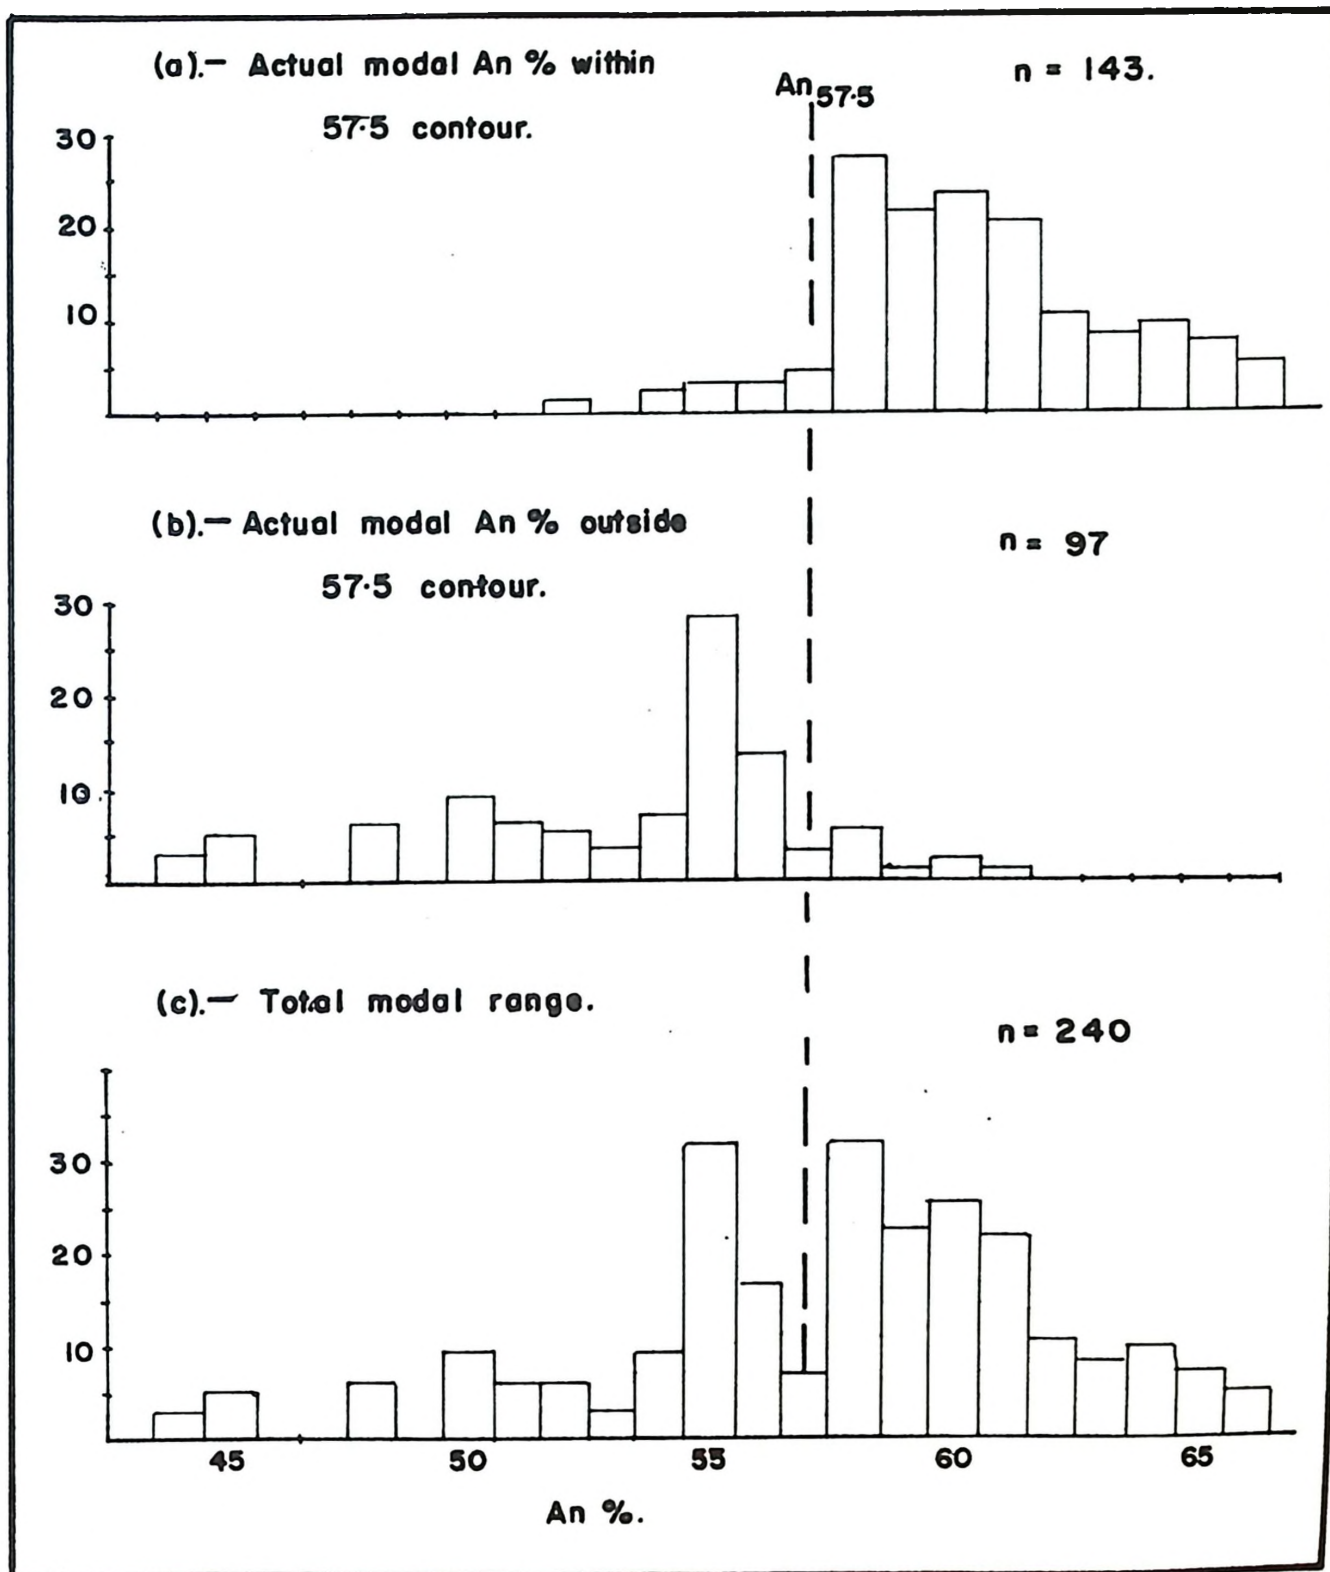 (a).— Actual modal An % within
57·5 contour.
n = 143.
An57·5
30
20
10
(b).— Actual modal An % outside
57·5 contour.
n = 97
30
20
10
(c).— Total modal range.
n = 240
30
20
10
45 50 55 60 65
An %.